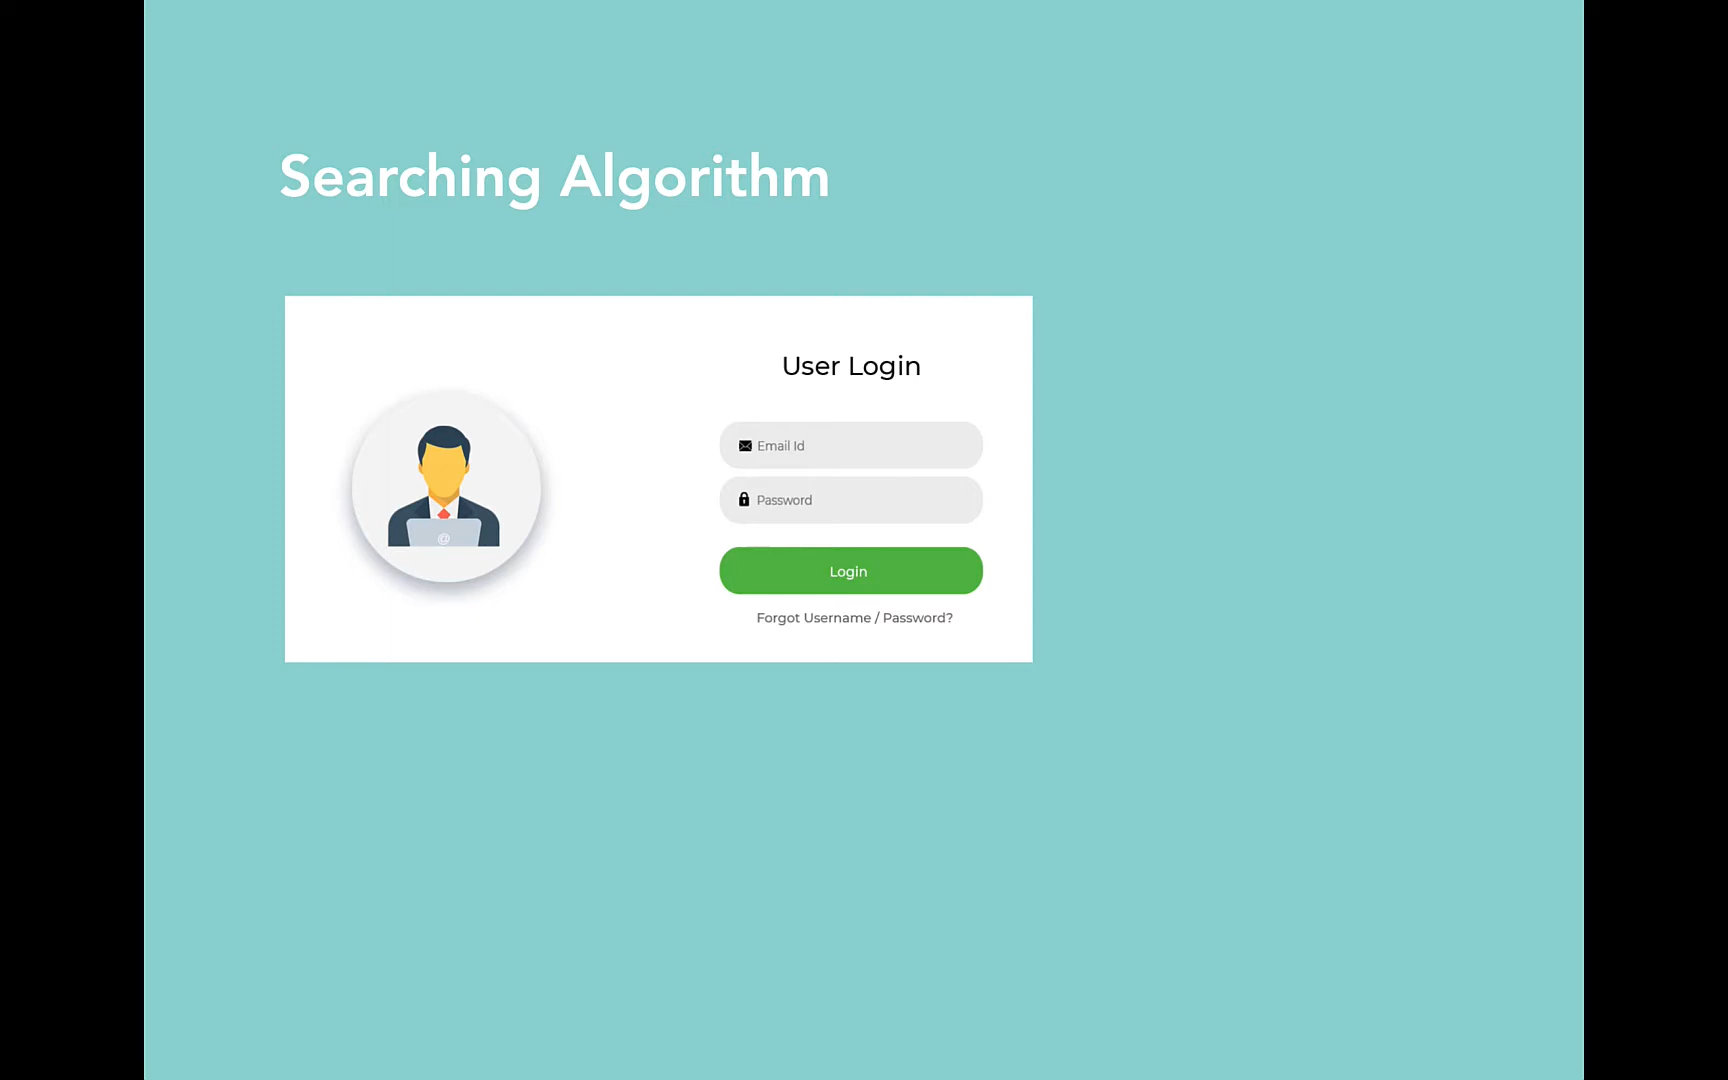 Searching Algorithm
User Login
Email Id
Password
@
Login
Forgot Username / Password?